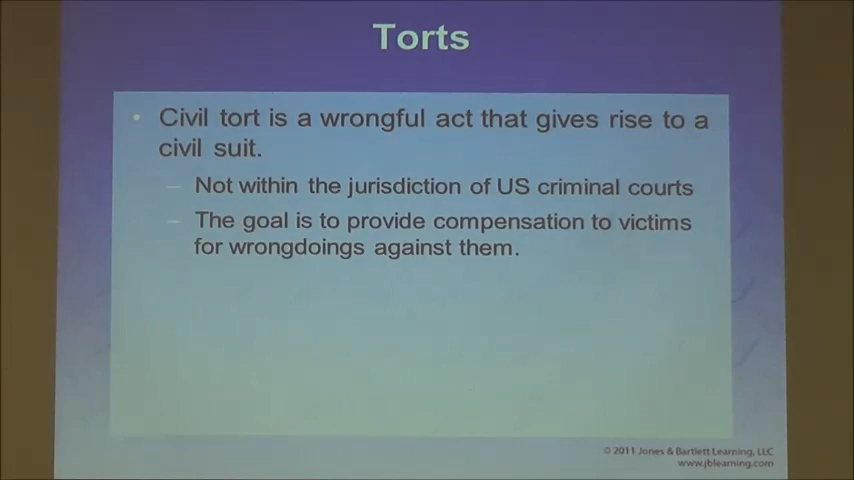 Torts
• Civil tort is a wrongful act that gives rise to a
civil suit.
– Not within the jurisdiction of US criminal courts
– The goal is to provide compensation to victims
for wrongdoings against them.
© 2011 Jones & Bartlett Learning, LLC
www.jblearning.com